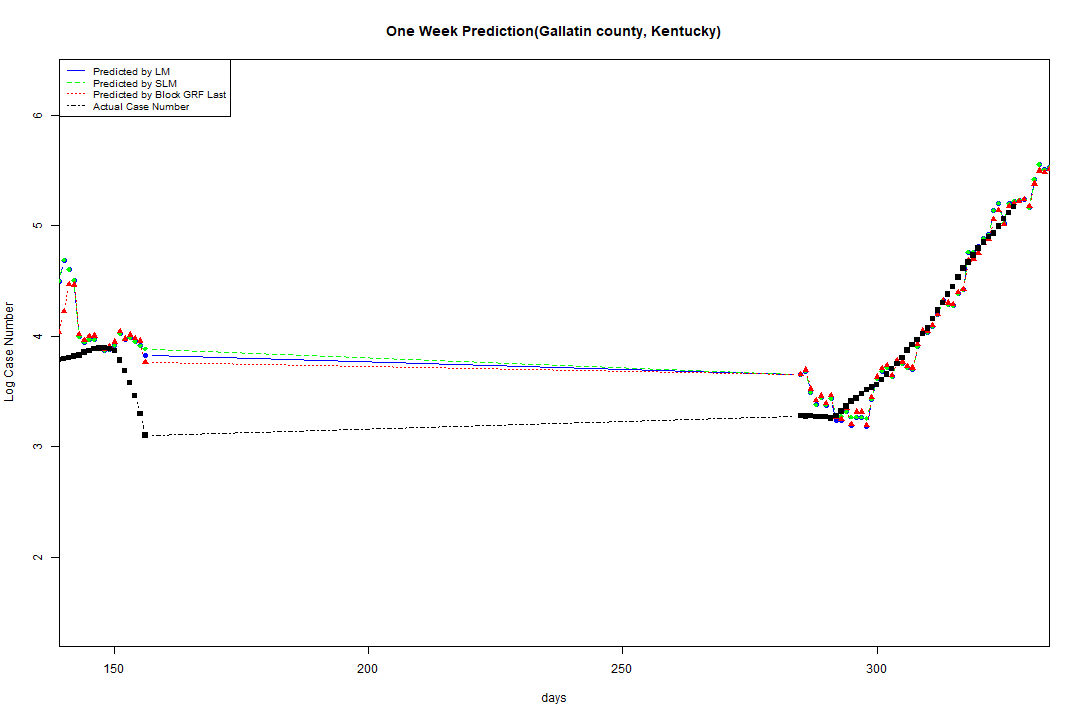 One Week Prediction(Gallatin county, Kentucky)
Predicted by LM
Predicted by SLM
Predicted by Block GRF Last
Actual Case Number
6
5
4
3
2
Log Case Number
150 200 250 300
days